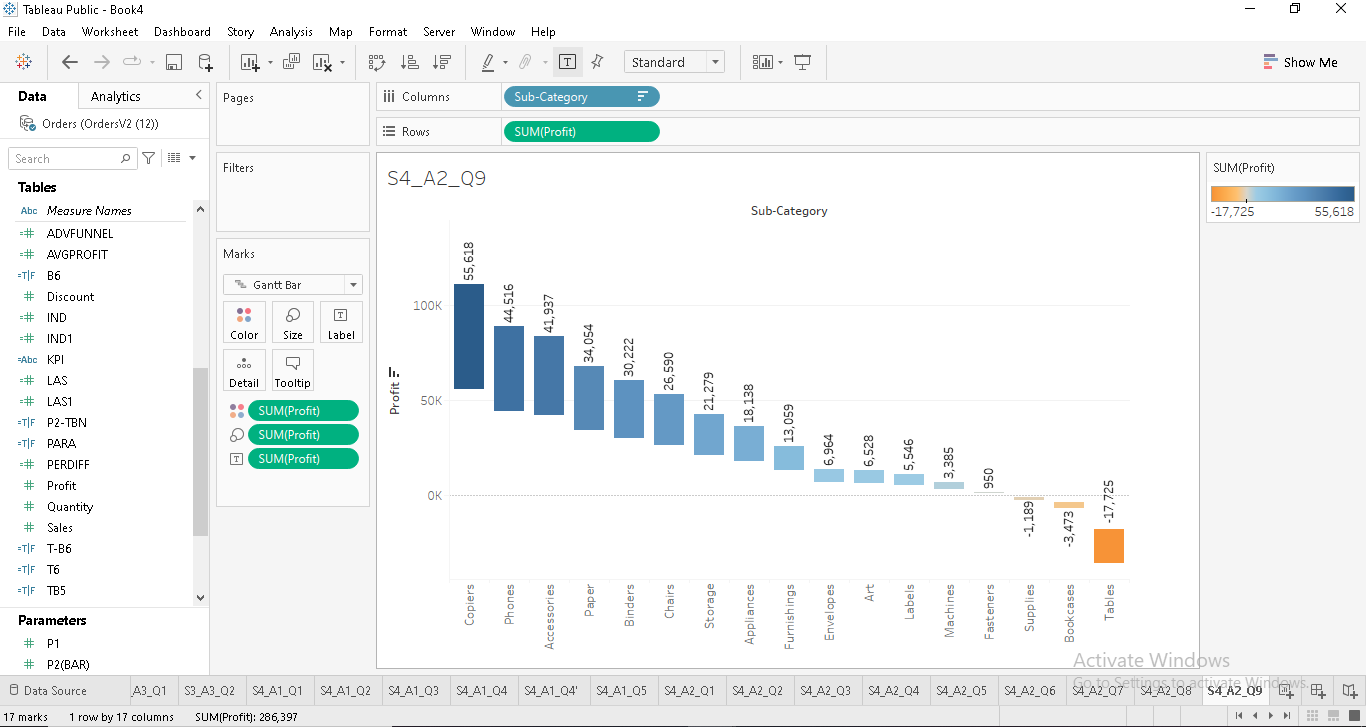 Tableau Public - Book4
File Data Worksheet Dashboard Story Analysis Map Format Server Window Help
Standard
Show Me
Data Analytics
Orders (OrdersV2 (12))
Search
Tables
Abc Measure Names
=# ADVFUNNEL
=# AVGPROFIT
=T|F B6
# Discount
=# IND
=# IND1
=Abc KPI
=# LAS
=# LAS1
=T|F P2-TBN
=T|F PARA
=# PERDIFF
# Profit
# Quantity
# Sales
=T|F T-B6
=T|F T6
=T|F TB5
Parameters
# P1
# P2(BAR)
Pages
Filters
Marks
Gantt Bar
Color Size Label
Detail Tooltip
SUM(Profit)
SUM(Profit)
SUM(Profit)
Columns Sub-Category
Rows SUM(Profit)
S4_A2_Q9
Sub-Category
Profit
100K
50K
0K
55,618
44,516
41,937
34,054
30,222
26,590
21,279
18,138
13,059
6,964
6,528
5,546
3,385
950
-1,189
-3,473
-17,725
Copiers
Phones
Accessories
Paper
Binders
Chairs
Storage
Appliances
Furnishings
Envelopes
Art
Labels
Machines
Fasteners
Supplies
Bookcases
Tables
SUM(Profit)
-17,725 55,618
Activate Windows
Go to Settings to activate Windows.
Data Source A3_Q1 S3_A3_Q2 S4_A1_Q1 S4_A1_Q2 S4_A1_Q3 S4_A1_Q4 S4_A1_Q4' S4_A1_Q5 S4_A2_Q1 S4_A2_Q2 S4_A2_Q3 S4_A2_Q4 S4_A2_Q5 S4_A2_Q6 S4_A2_Q7 S4_A2_Q8 S4_A2_Q9
17 marks 1 row by 17 columns SUM(Profit): 286,397